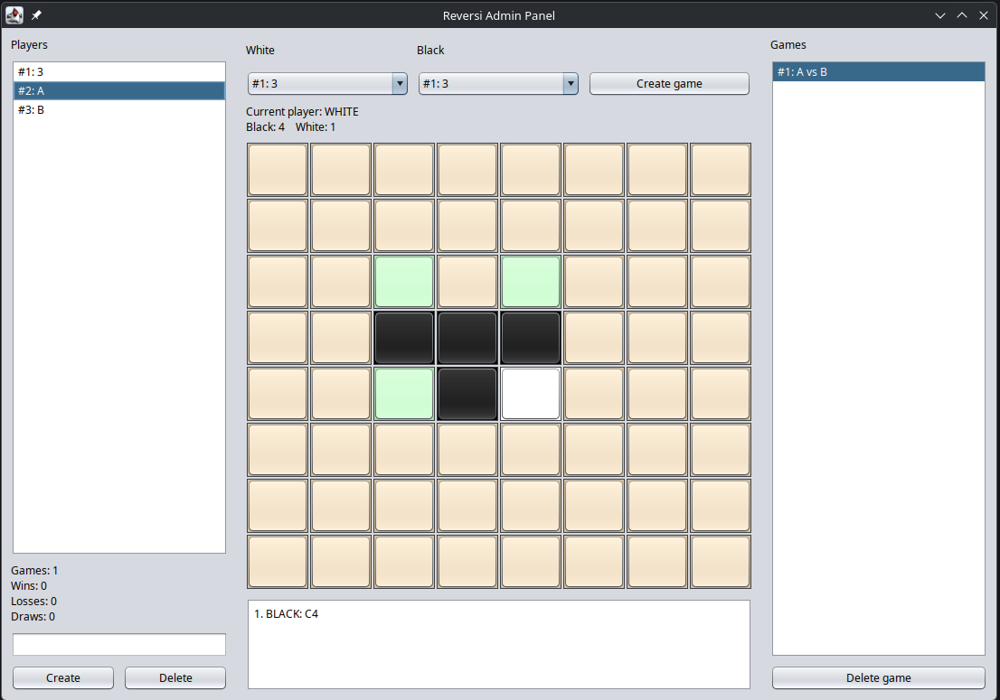 Reversi Admin Panel
Players
#1: 3
#2: A
#3: B
Games: 1
Wins: 0
Losses: 0
Draws: 0
Create
Delete
White
Black
#1: 3
#1: 3
Create game
Current player: WHITE
Black: 4 White: 1
1. BLACK: C4
Games
#1: A vs B
Delete game